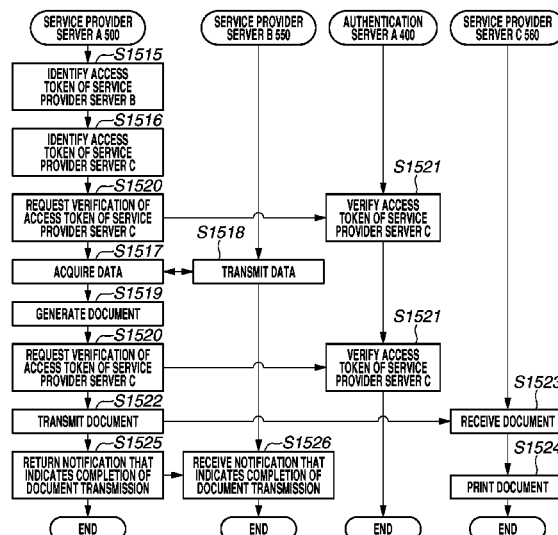 SERVICE PROVIDER
SERVER A 500
SERVICE PROVIDER
SERVER B 550
AUTHENTICATION
SERVER A 400
SERVICE PROVIDER
SERVER C 560
S1515
IDENTIFY ACCESS
TOKEN OF SERVICE
PROVIDER SERVER B
S1516
IDENTIFY ACCESS
TOKEN OF SERVICE
PROVIDER SERVER C
S1520
REQUEST VERIFICATION OF
ACCESS TOKEN OF SERVICE
PROVIDER SERVER C
S1521
VERIFY ACCESS
TOKEN OF SERVICE
PROVIDER SERVER C
S1517
ACQUIRE DATA
S1518
TRANSMIT DATA
S1519
GENERATE DOCUMENT
S1520
REQUEST VERIFICATION OF
ACCESS TOKEN OF SERVICE
PROVIDER SERVER C
S1521
VERIFY ACCESS
TOKEN OF SERVICE
PROVIDER SERVER C
S1522
TRANSMIT DOCUMENT
S1523
RECEIVE DOCUMENT
S1525
RETURN NOTIFICATION THAT
INDICATES COMPLETION OF
DOCUMENT TRANSMISSION
S1526
RECEIVE NOTIFICATION THAT
INDICATES COMPLETION OF
DOCUMENT TRANSMISSION
S1524
PRINT DOCUMENT
END
END
END
END